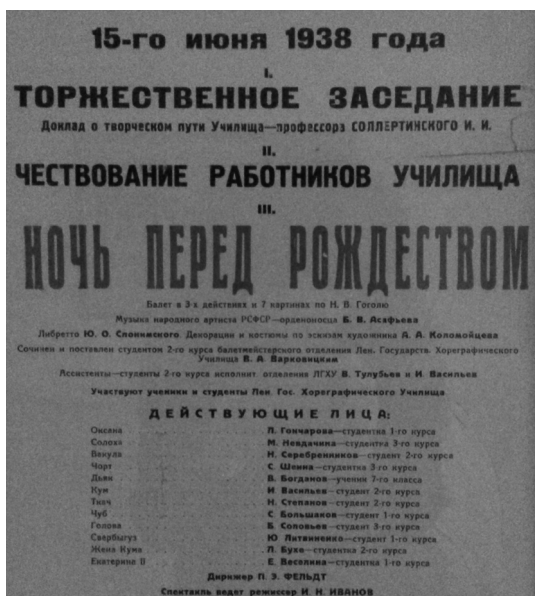 15-го июня 1938 года
I.
ТОРЖЕСТВЕННОЕ ЗАСЕДАНИЕ
Доклад о творческом пути Училища—профессора СОЛЛЕРТИНСКОГО И. И.
II.
ЧЕСТВОВАНИЕ РАБОТНИКОВ УЧИЛИЩА
III.
НОЧЬ ПЕРЕД РОЖДЕСТВОМ
Балет в 3-х действиях и 7 картинах по Н. В. Гоголю
Музыка народного артиста РСФСР—орденоносца Б. В. Асафьева
Либретто Ю. О. Слонимского. Декорации и костюмы по эскизам художника А. А. Коломойцева
Сочинен и поставлен студентом 2-го курса балетмейстерского отделения Лен. Государств. Хореграфического
Училища В. А. Варковицким
Ассистенты—студенты 2-го курса исполнит. отделения ЛГХУ В. Тулубьев и И. Васильев
Участвуют ученики и студенты Лен. Гос. Хореграфического Училища
ДЕЙСТВУЮЩИЕ ЛИЦА:
Оксана Л. Гончарова—студентка 1-го курса
Солоха М. Невдачина—студентка 3-го курса
Вакула Н. Серебренников—студент 2-го курса
Чорт С. Шеина—студентка 3-го курса
Дьяк В. Богданов—ученик 7-го класса
Кум И. Васильев—студент 2-го курса
Ткач Н. Степанов—студент 2-го курса
Чуб С. Большаков—студент 1-го курса
Голова Б. Соловьев—студент 3-го курса
Свербыгуз Ю. Литвиненко—студент 1-го курса
Жена Кума Л. Бухе—студентка 2-го курса
Екатерина II Е. Веселина—студентка 1-го курса
Дирижер П. Э. ФЕЛЬДТ
Спектакль ведет режиссер И. Н. ИВАНОВ